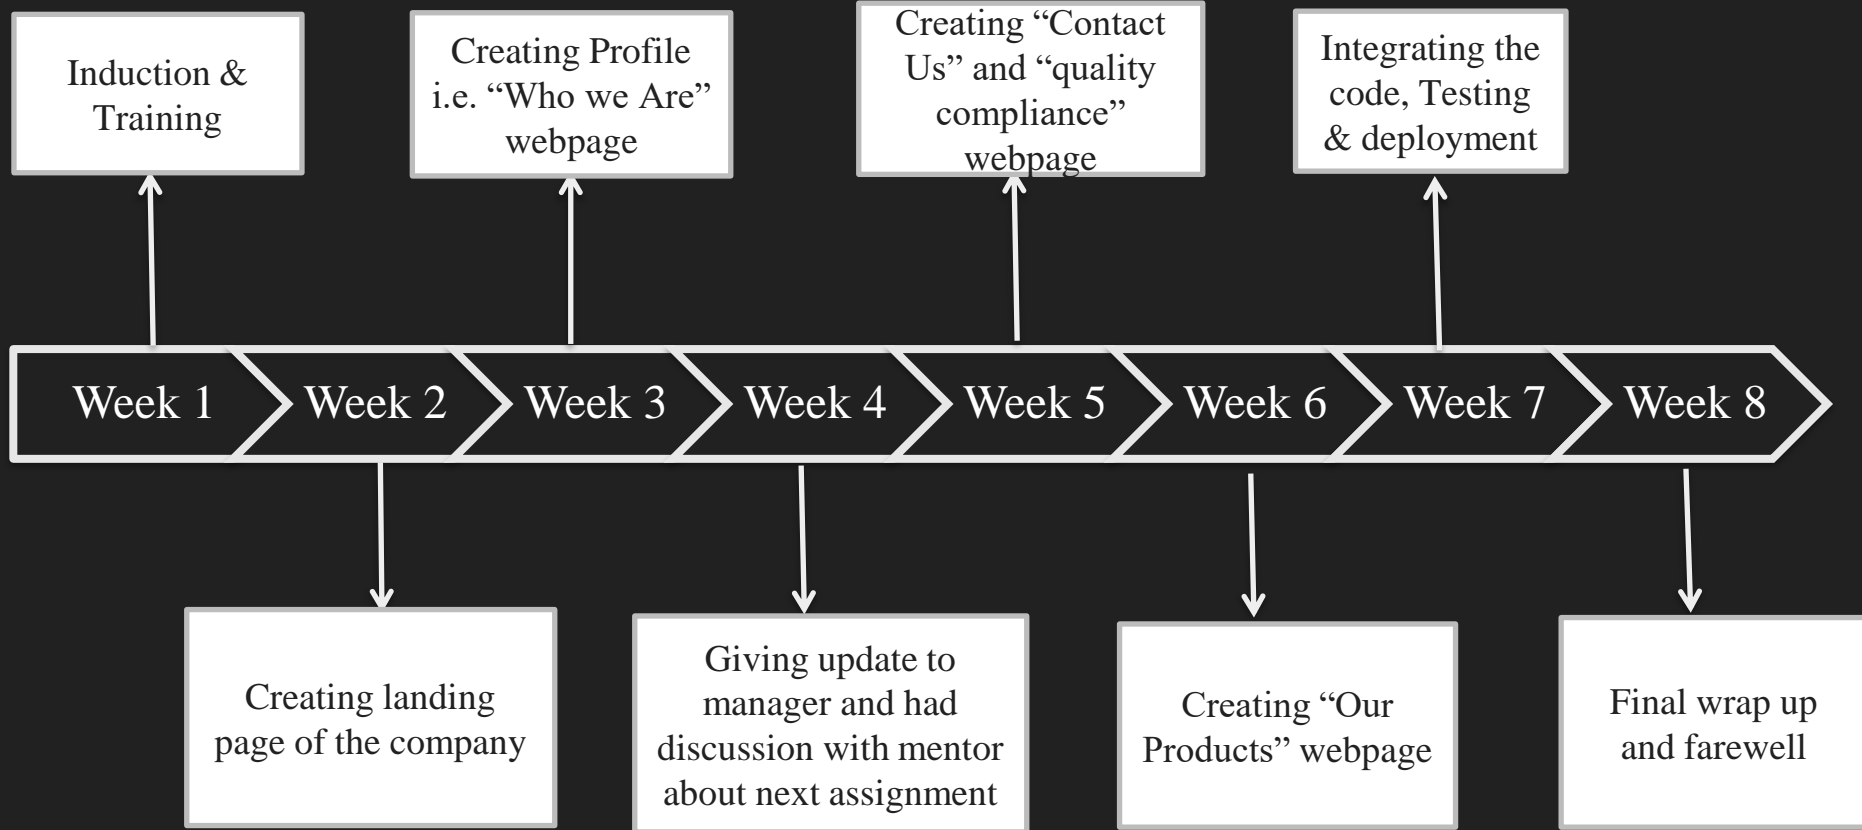 Induction &
Training
Creating Profile
i.e. “Who we Are”
webpage
Creating “Contact
Us” and “quality
compliance”
webpage
Integrating the
code, Testing
& deployment
Week 1
Week 2
Week 3
Week 4
Week 5
Week 6
Week 7
Week 8
Creating landing
page of the company
Giving update to
manager and had
discussion with mentor
about next assignment
Creating “Our
Products” webpage
Final wrap up
and farewell